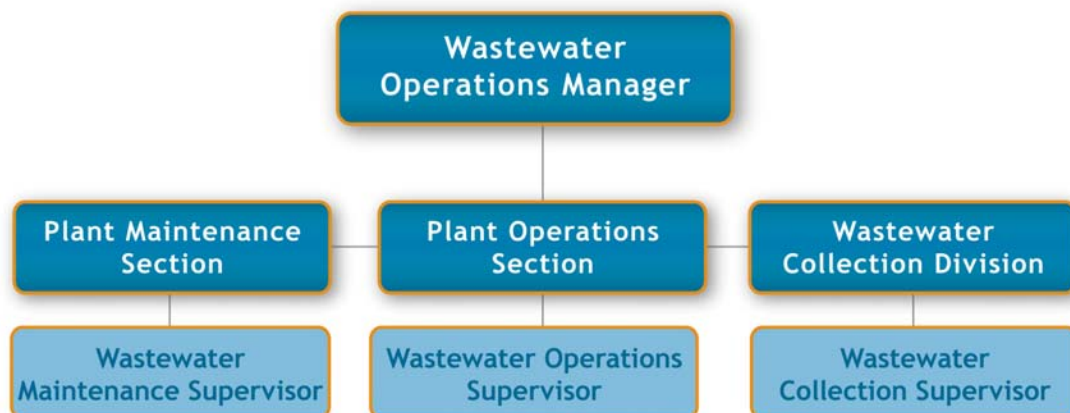 Wastewater
Operations Manager
Plant Maintenance
Section
Plant Operations
Section
Wastewater
Collection Division
Wastewater
Maintenance Supervisor
Wastewater Operations
Supervisor
Wastewater
Collection Supervisor